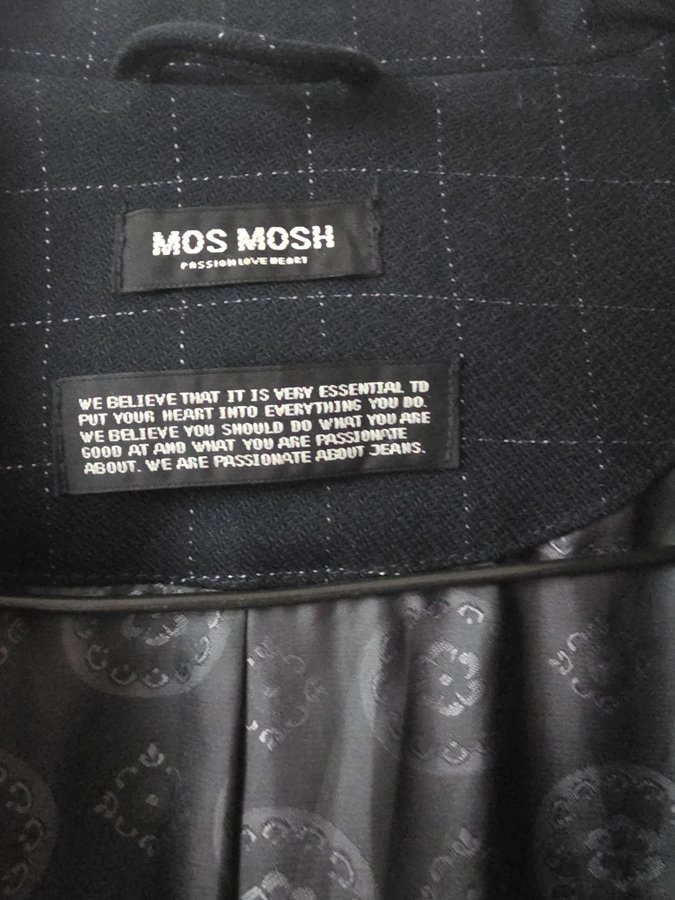 MOS MOSH
PASSION LOVE HEART
WE BELIEVE THAT IT IS VERY ESSENTIAL TO
PUT YOUR HEART INTO EVERYTHING YOU DO.
WE BELIEVE YOU SHOULD DO WHAT YOU ARE
GOOD AT AND WHAT YOU ARE PASSIONATE
ABOUT. WE ARE PASSIONATE ABOUT JEANS.